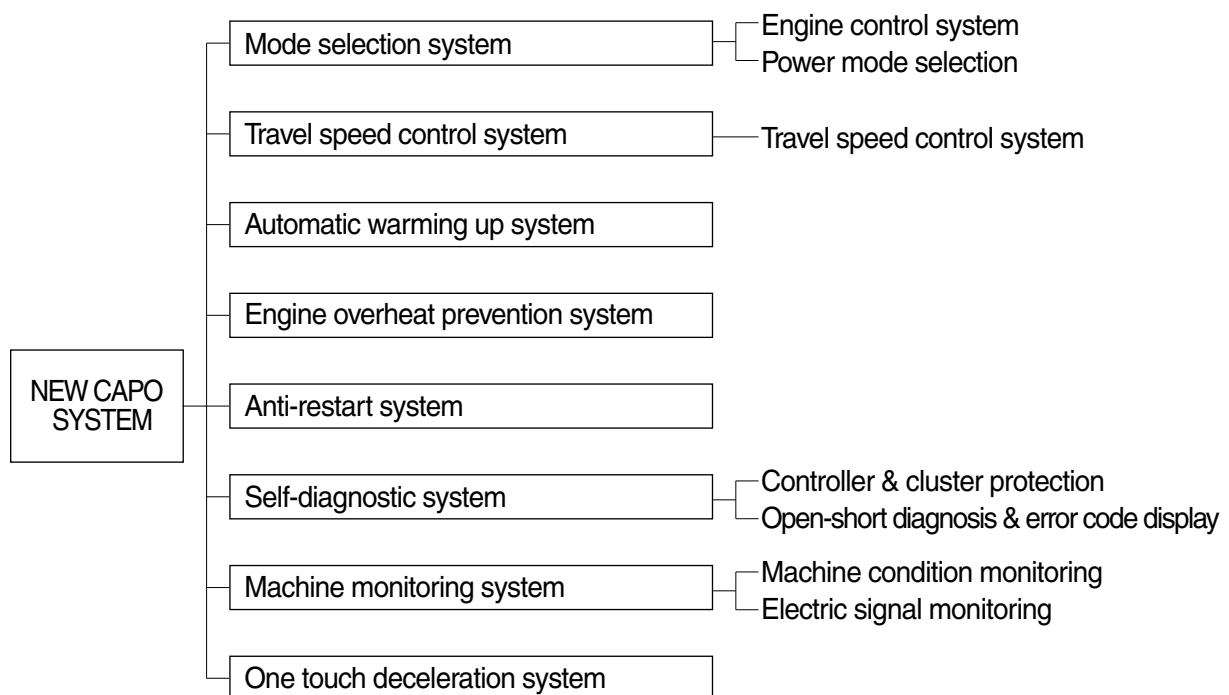 Mode selection system
Engine control system
Power mode selection
Travel speed control system
Travel speed control system
Automatic warming up system
Engine overheat prevention system
NEW CAPO
SYSTEM
Anti-restart system
Self-diagnostic system
Controller & cluster protection
Open-short diagnosis & error code display
Machine monitoring system
Machine condition monitoring
Electric signal monitoring
One touch deceleration system